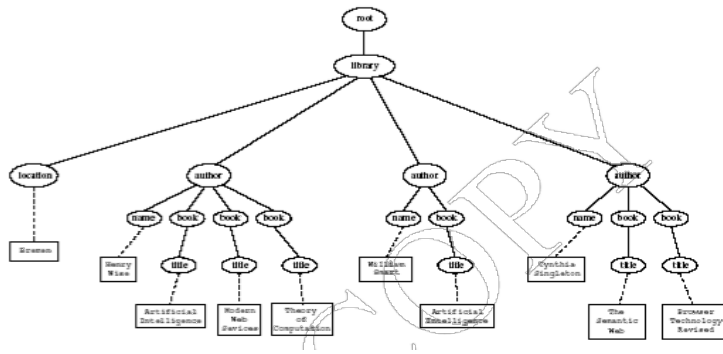 root
library
location author author author
name book book book name book name book book
Bremen
Henry
Wise
title title title
William
Smart
title
Cynthia
Singleton
title title
Artificial
Intelligence
Modern
Web
Sevices
Theory
of
Computation
Artificial
Intelligence
The
Semantic
Web
Browser
Technology
Revised
COPY